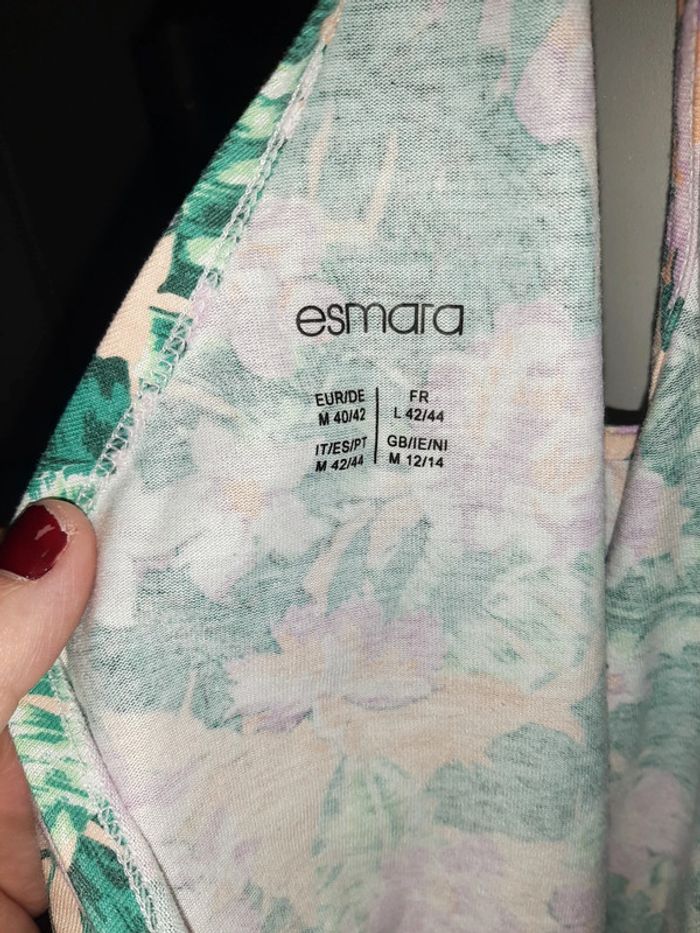 esmara
EUR/DE
M 40/42
FR
L 42/44
IT/ES/PT
M 42/44
GB/IE/NI
M 12/14